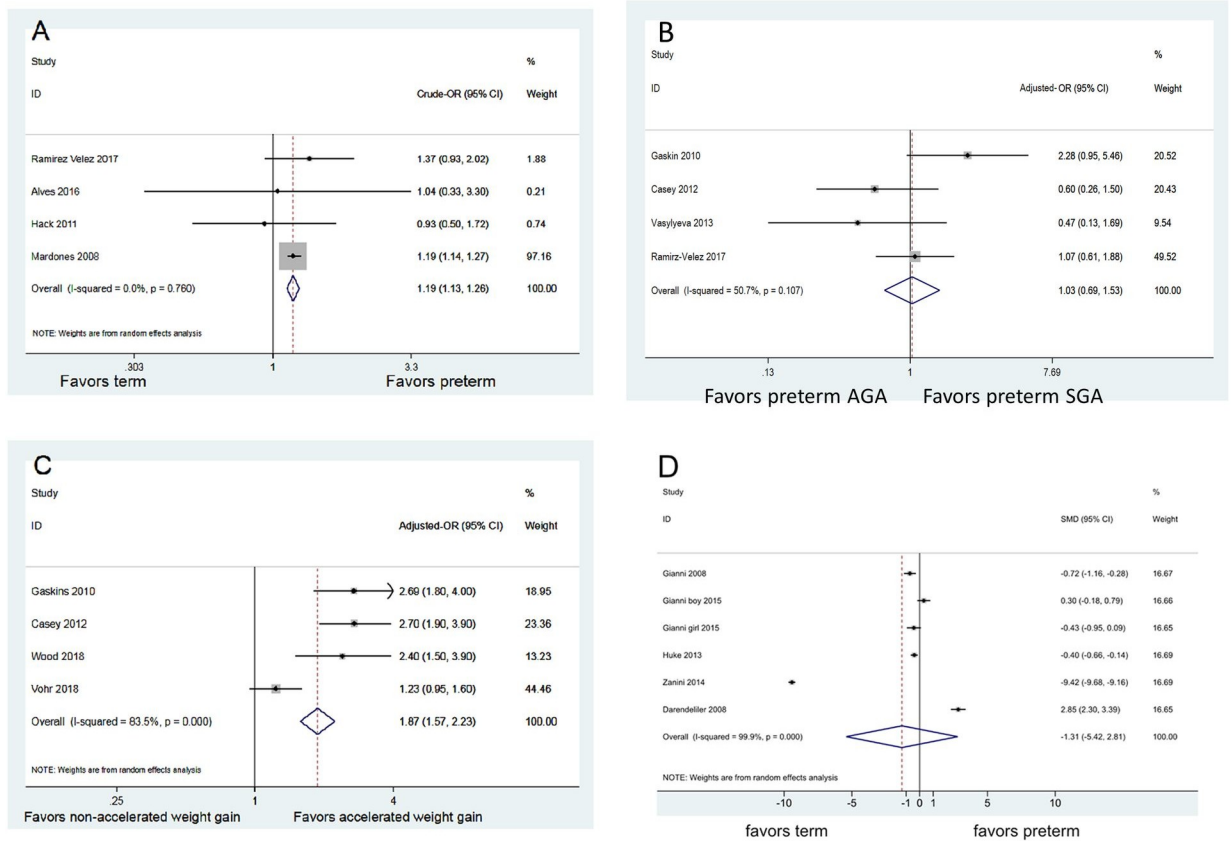 A
Study %
ID Crude-OR (95% CI) Weight
Ramirez Velez 2017 1.37 (0.93, 2.02) 1.88
Alves 2016 1.04 (0.33, 3.30) 0.21
Hack 2011 0.93 (0.50, 1.72) 0.74
Mardones 2008 1.19 (1.14, 1.27) 97.16
Overall (I-squared = 0.0%, p = 0.760) 1.19 (1.13, 1.26) 100.00
NOTE: Weights are from random effects analysis
.303 1 3.3
Favors term Favors preterm
B
Study %
ID Adjusted-OR (95% CI) Weight
Gaskin 2010 2.28 (0.95, 5.46) 20.52
Casey 2012 0.60 (0.26, 1.50) 20.43
Vasylyeva 2013 0.47 (0.13, 1.69) 9.54
Ramirz-Velez 2017 1.07 (0.61, 1.88) 49.52
Overall (I-squared = 50.7%, p = 0.107) 1.03 (0.69, 1.53) 100.00
NOTE: Weights are from random effects analysis
.13 1 7.69
Favors preterm AGA Favors preterm SGA
C
Study %
ID Adjusted-OR (95% CI) Weight
Gaskins 2010 2.69 (1.80, 4.00) 18.95
Casey 2012 2.70 (1.90, 3.90) 23.36
Wood 2018 2.40 (1.50, 3.90) 13.23
Vohr 2018 1.23 (0.95, 1.60) 44.46
Overall (I-squared = 83.5%, p = 0.000) 1.87 (1.57, 2.23) 100.00
NOTE: Weights are from random effects analysis
.25 1 4
Favors non-accelerated weight gain Favors accelerated weight gain
D
Study %
ID SMD (95% CI) Weight
Gianni 2008 -0.72 (-1.16, -0.28) 16.67
Gianni boy 2015 0.30 (-0.18, 0.79) 16.66
Gianni girl 2015 -0.43 (-0.95, 0.09) 16.65
Huke 2013 -0.40 (-0.66, -0.14) 16.69
Zanini 2014 -9.42 (-9.68, -9.16) 16.69
Darendeliler 2008 2.85 (2.30, 3.39) 16.65
Overall (I-squared = 99.9%, p = 0.000) -1.31 (-5.42, 2.81) 100.00
NOTE: Weights are from random effects analysis
-10 -5 -1 0 1 5 10
favors term favors preterm